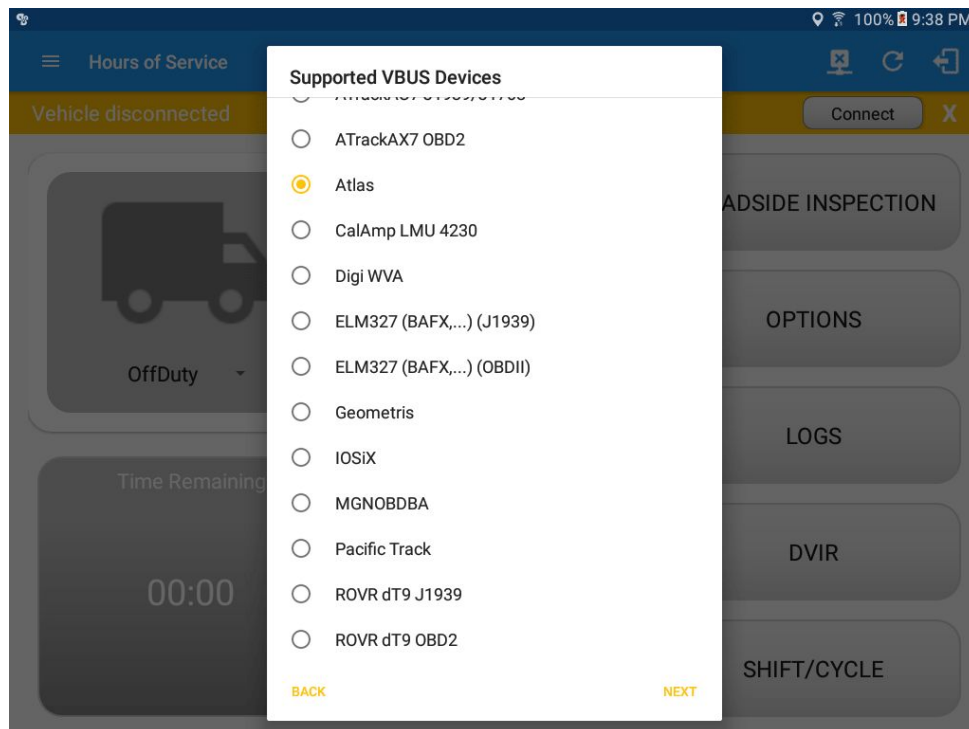 100% 9:38 PM
Hours of Service
Vehicle disconnected
Connect
X
Supported VBUS Devices
ATrackAX7 OBD2
Atlas
CalAmp LMU 4230
Digi WVA
ELM327 (BAFX,...) (J1939)
ELM327 (BAFX,...) (OBDII)
Geometris
IOSiX
MGNOBDBA
Pacific Track
ROVR dT9 J1939
ROVR dT9 OBD2
BACK
NEXT
OffDuty
Time Remaining
00:00
ADSIDE INSPECTION
OPTIONS
LOGS
DVIR
SHIFT/CYCLE